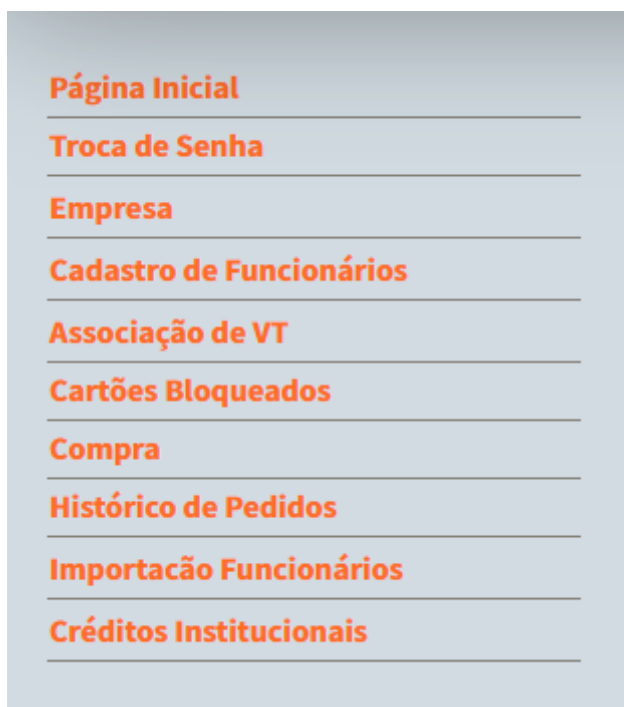 Página Inicial
Troca de Senha
Empresa
Cadastro de Funcionários
Associação de VT
Cartões Bloqueados
Compra
Histórico de Pedidos
Importacão Funcionários
Créditos Institucionais